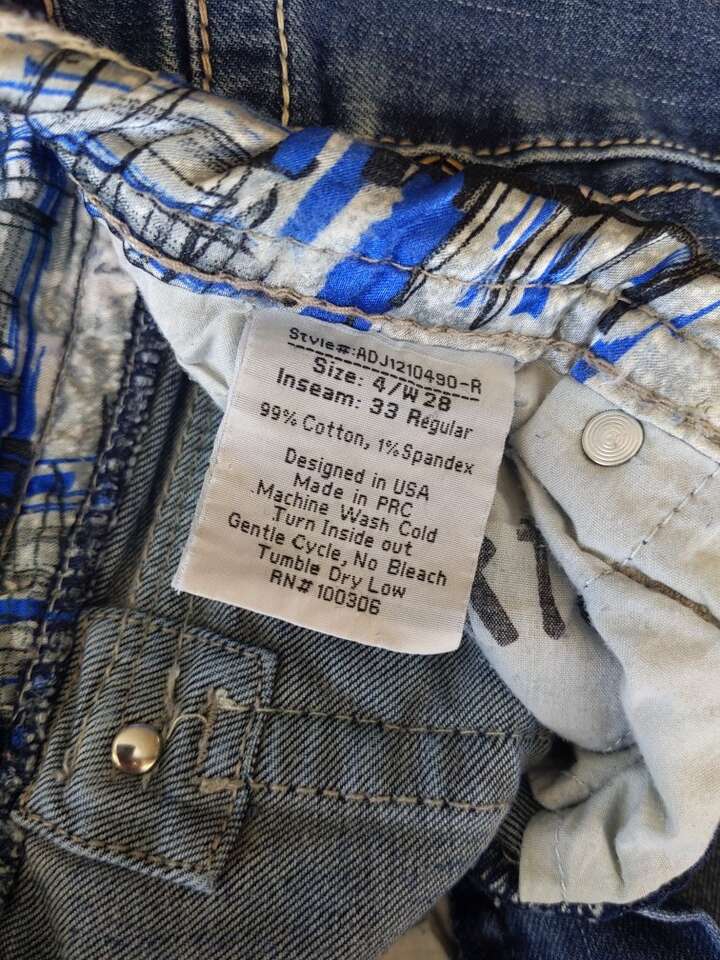 Style#:ADJ1210490-R
Size: 4/W 28
Inseam: 33 Regular
99% Cotton, 1% Spandex
Designed in USA
Made in PRC
Machine Wash Cold
Turn Inside out
Gentle Cycle, No Bleach
Tumble Dry Low
RN# 100306